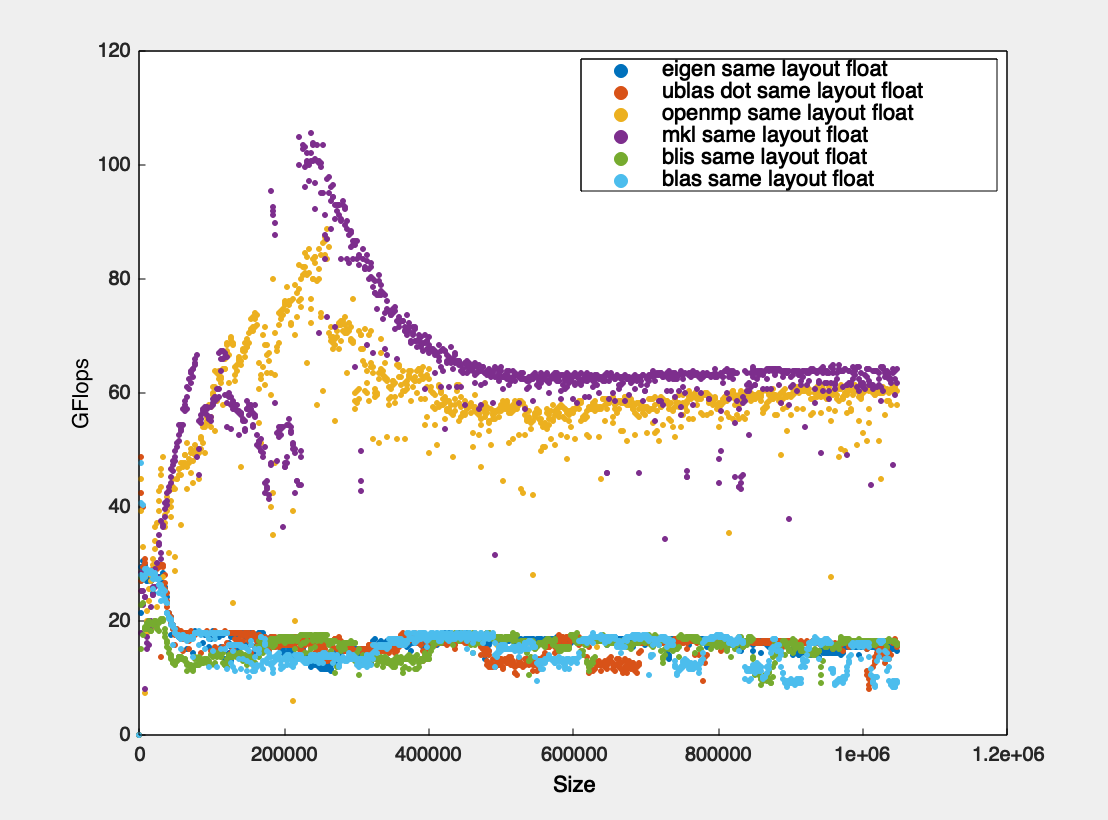 120
100
80
60
40
20
0
GFlops
eigen same layout float
ublas dot same layout float
openmp same layout float
mkl same layout float
blis same layout float
blas same layout float
0 200000 400000 600000 800000 1e+06 1.2e+06
Size